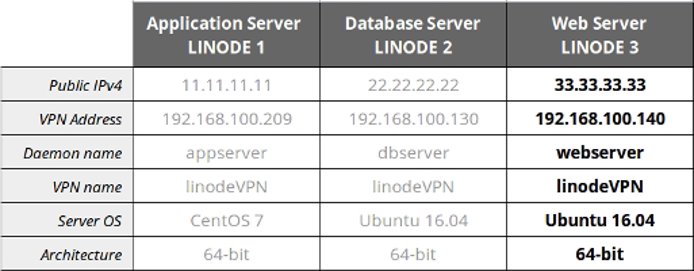 Application Server Database Server Web Server
LINODE 1 LINODE 2 LINODE 3
Public IPv4 11.11.11.11 22.22.22.22 33.33.33.33
VPN Address 192.168.100.209 192.168.100.130 192.168.100.140
Daemon name appserver dbserver webserver
VPN name linodeVPN linodeVPN linodeVPN
Server OS CentOS 7 Ubuntu 16.04 Ubuntu 16.04
Architecture 64-bit 64-bit 64-bit